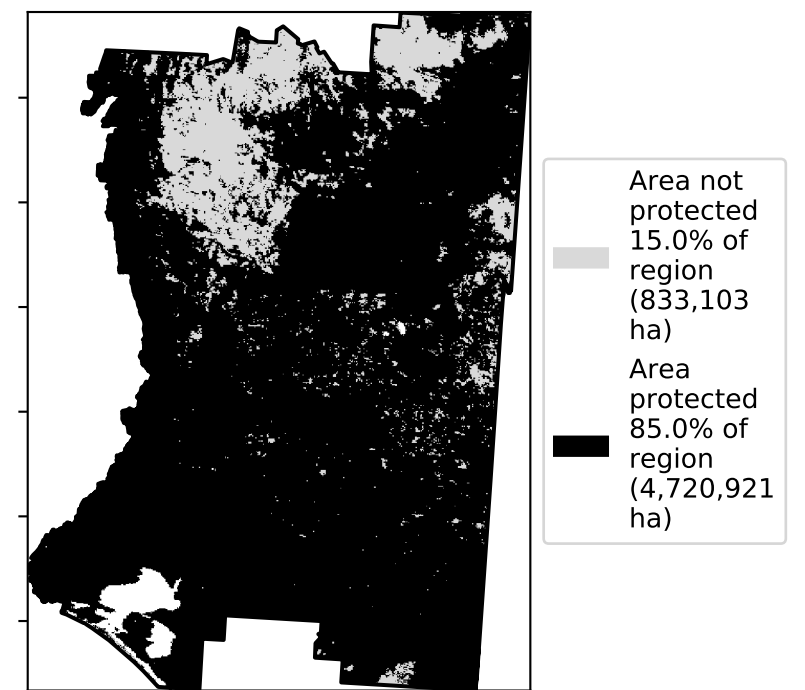 Area not
protected
15.0% of
region
(833,103
ha)
Area
protected
85.0% of
region
(4,720,921
ha)